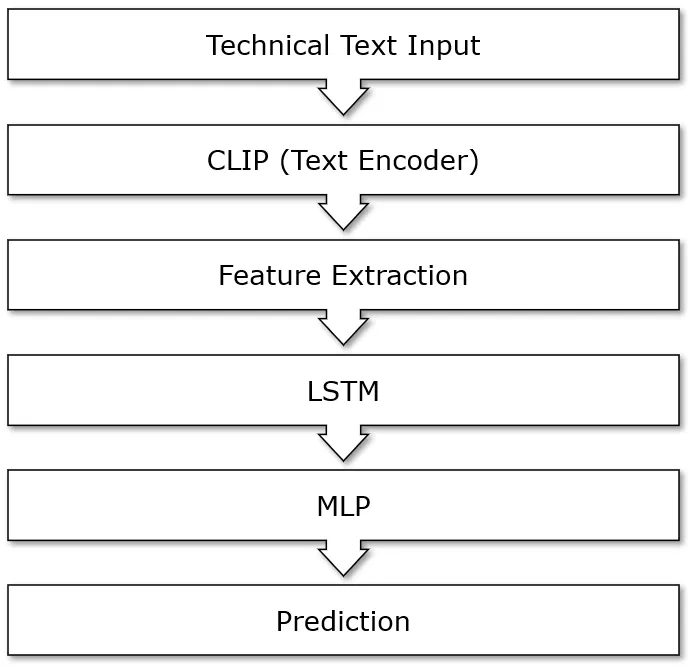 Technical Text Input
CLIP (Text Encoder)
Feature Extraction
LSTM
MLP
Prediction